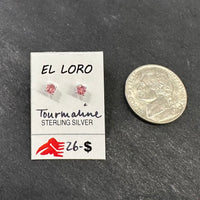 EL LORO
Tourmaline
STERLING SILVER
26-$